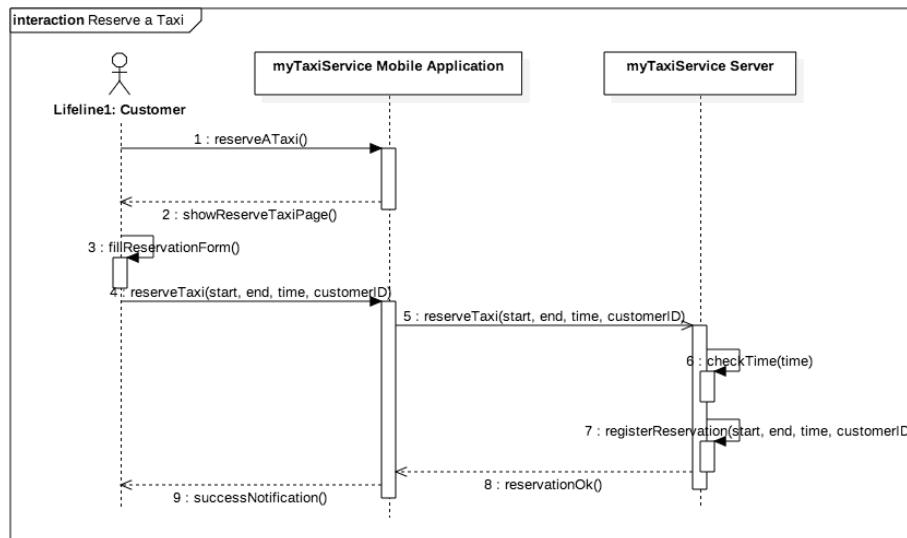 interaction Reserve a Taxi
myTaxiService Mobile Application
myTaxiService Server
Lifeline1: Customer
1 : reserveATaxi()
2 : showReserveTaxiPage()
3 : fillReservationForm()
4 : reserveTaxi(start, end, time, customerID)
5 : reserveTaxi(start, end, time, customerID)
6 : checkTime(time)
7 : registerReservation(start, end, time, customerID
8 : reservationOk()
9 : successNotification()